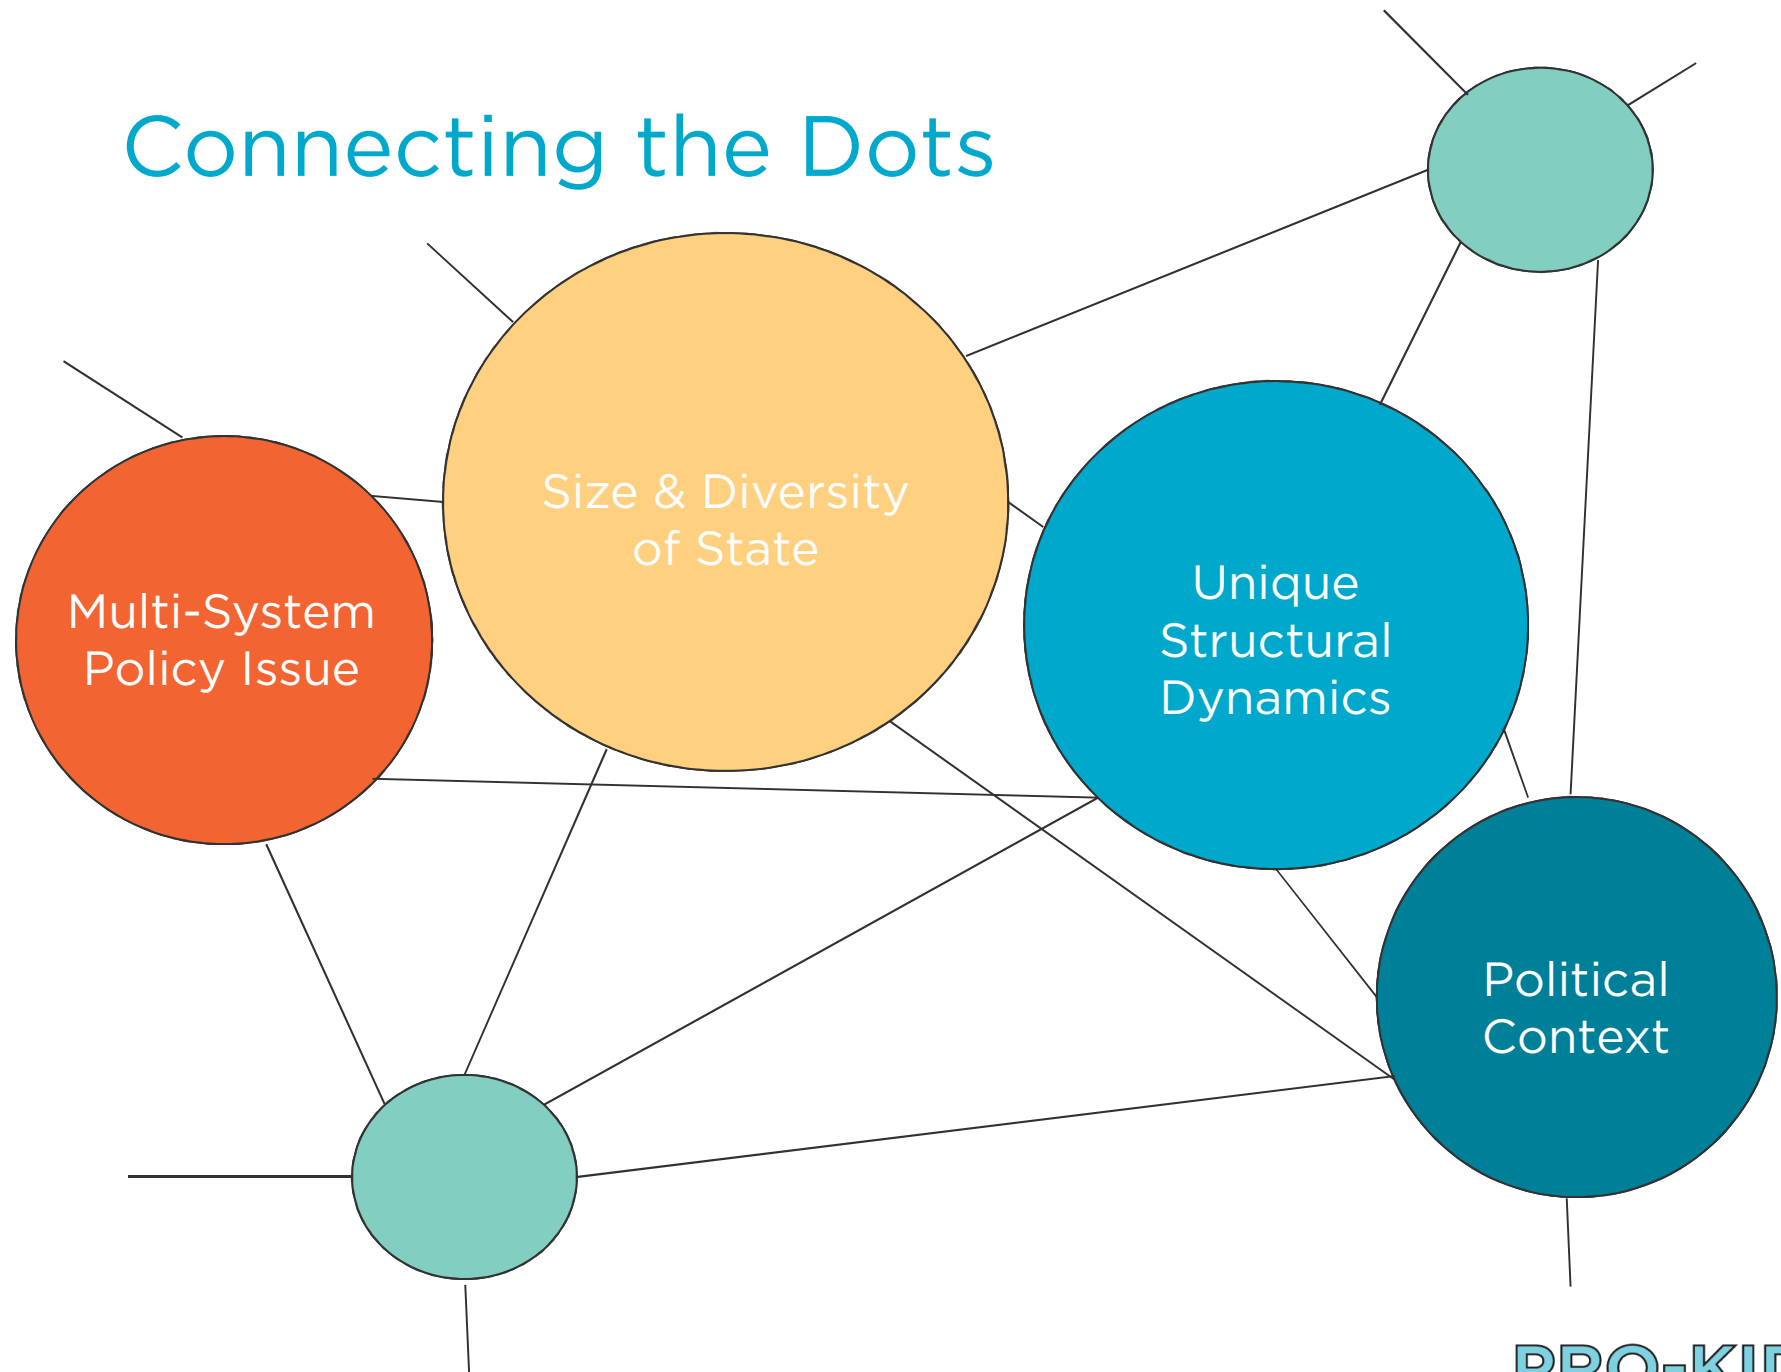 Connecting the Dots
Size & Diversity
of State
Multi-System
Policy Issue
Unique
Structural
Dynamics
Political
Context